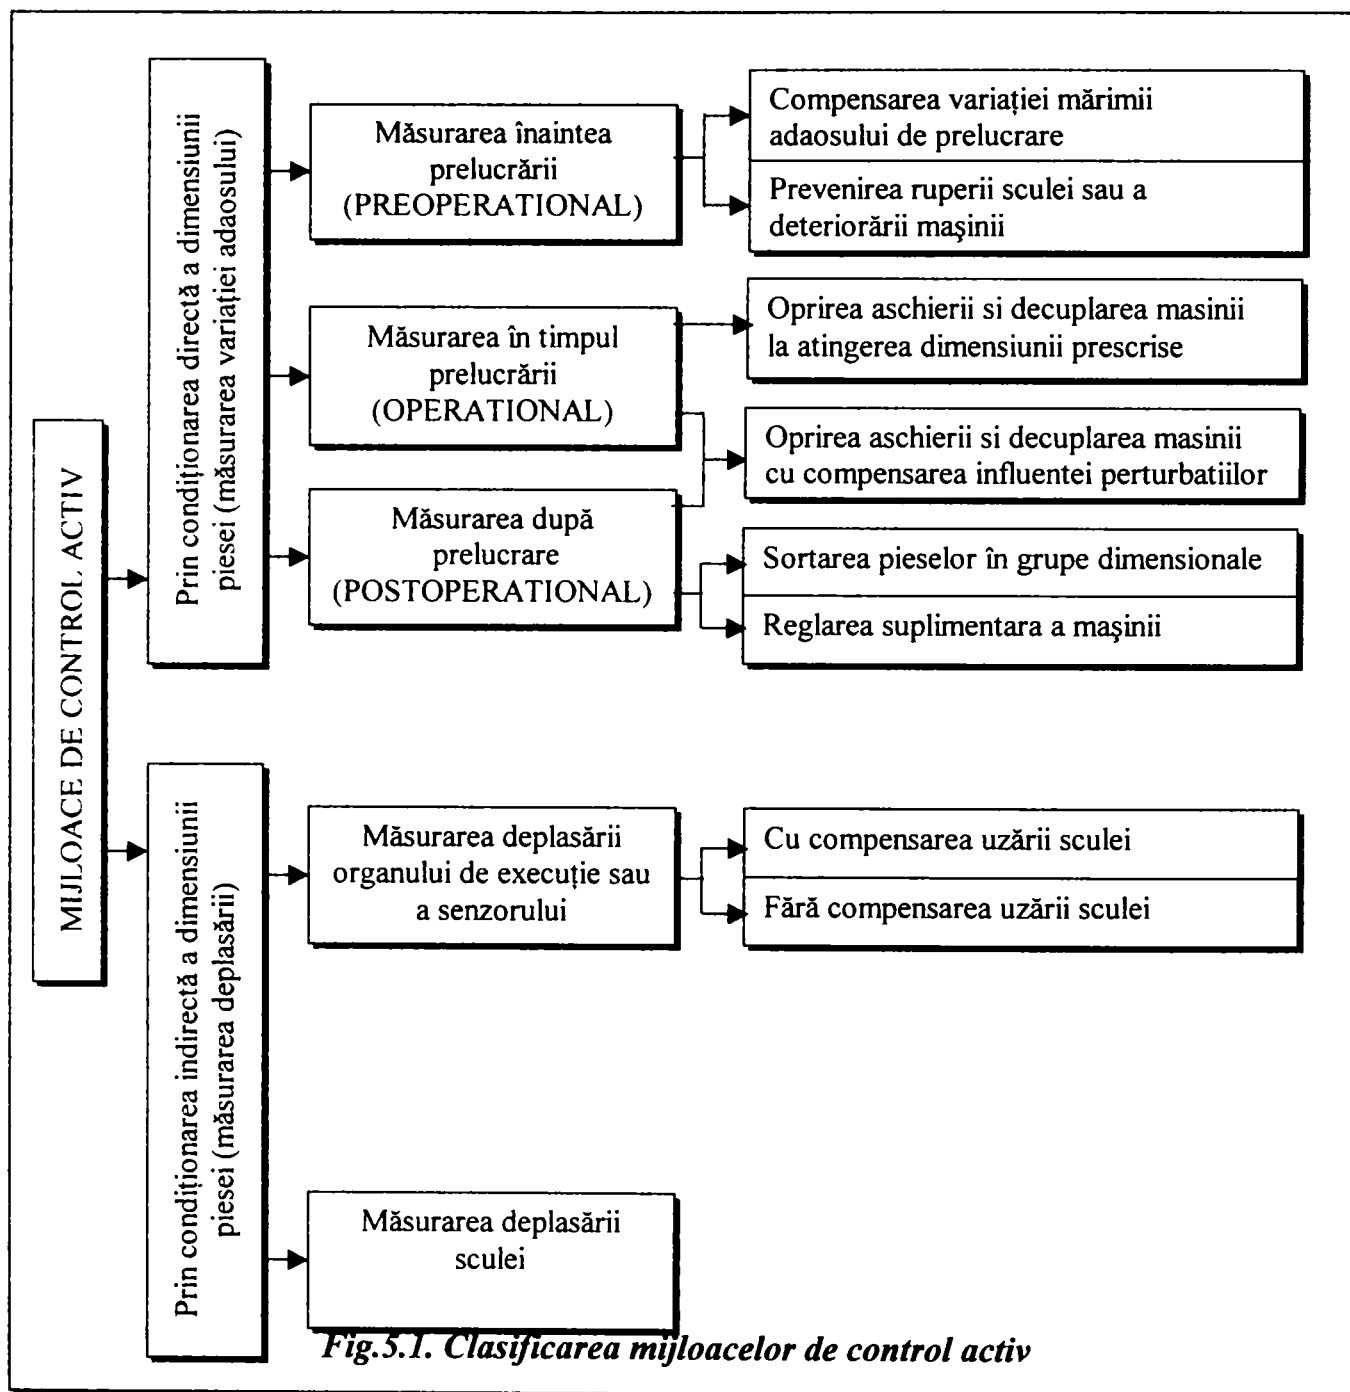 MIJLOACE DE CONTROL ACTIV
Prin condiționarea directă a dimensiunii
piesei (măsurarea variației adaosului)
Măsurarea înaintea
prelucrării
(PREOPERATIONAL)
Compensarea variației mărimii
adaosului de prelucrare
Prevenirea ruperii sculei sau a
deteriorării mașinii
Măsurarea în timpul
prelucrării
(OPERATIONAL)
Oprirea aschierii si decuplarea masinii
la atingerea dimensiunii prescrise
Oprirea aschierii si decuplarea masinii
cu compensarea influentei perturbatiilor
Măsurarea după
prelucrare
(POSTOPERATIONAL)
Sortarea pieselor în grupe dimensionale
Reglarea suplimentara a mașinii
Prin condiționarea indirectă a dimensiunii
piesei (măsurarea deplasării)
Măsurarea deplasării
organului de execuție sau
a senzorului
Cu compensarea uzării sculei
Fără compensarea uzării sculei
Măsurarea deplasării
sculei
Fig.5.1. Clasificarea mijloacelor de control activ